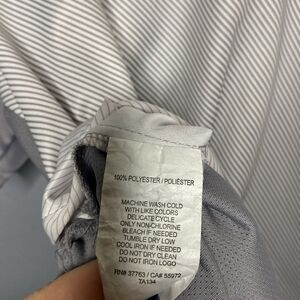 100% POLYESTER / POLIÉSTER
MACHINE WASH COLD
WITH LIKE COLORS
DELICATE CYCLE
ONLY NON-CHLORINE
BLEACH IF NEEDED
TUMBLE DRY LOW
COOL IRON IF NEEDED
DO NOT DRY CLEAN
DO NOT IRON LOGO
RN# 37763 / CA# 55972
TA134